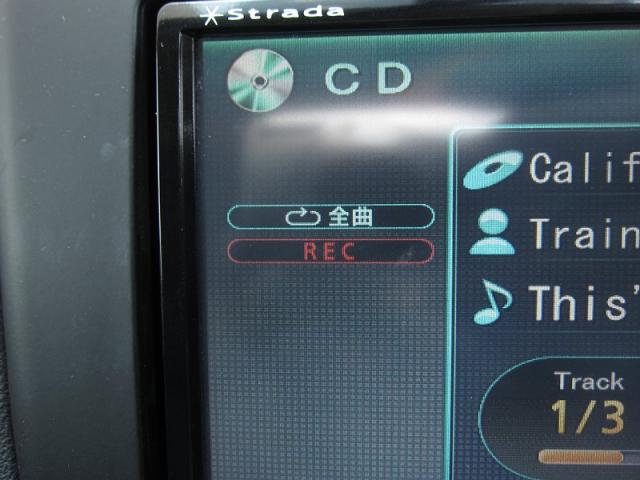 Strada
CD
Calif
全曲
Train
REC
This'
Track
1/3